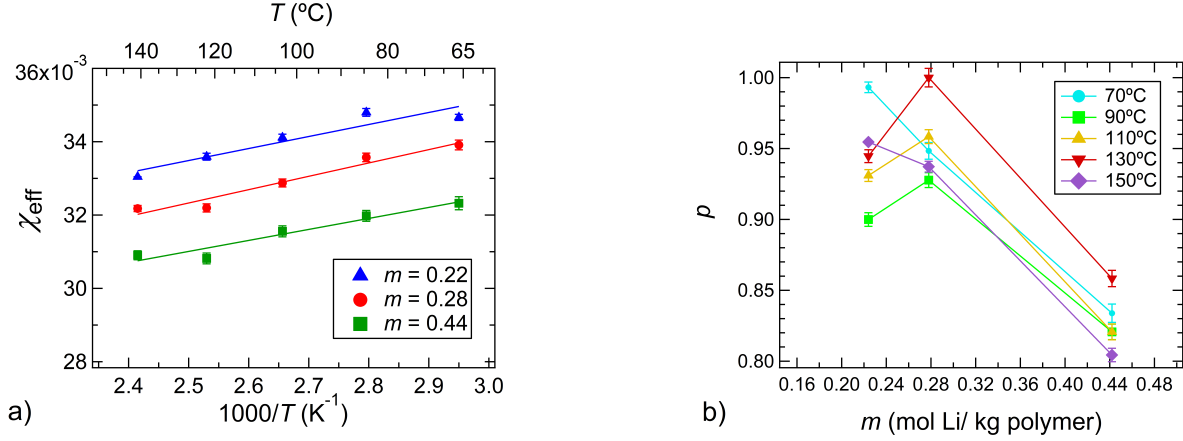 T (ºC)
140 120 100 80 65
36x10⁻³
34
32
30
28
χeff
m = 0.22
m = 0.28
m = 0.44
2.4 2.5 2.6 2.7 2.8 2.9 3.0
1000/T (K⁻¹)
a)
1.00
0.95
0.90
0.85
0.80
p
70ºC
90ºC
110ºC
130ºC
150ºC
0.16 0.20 0.24 0.28 0.32 0.36 0.40 0.44 0.48
m (mol Li/ kg polymer)
b)